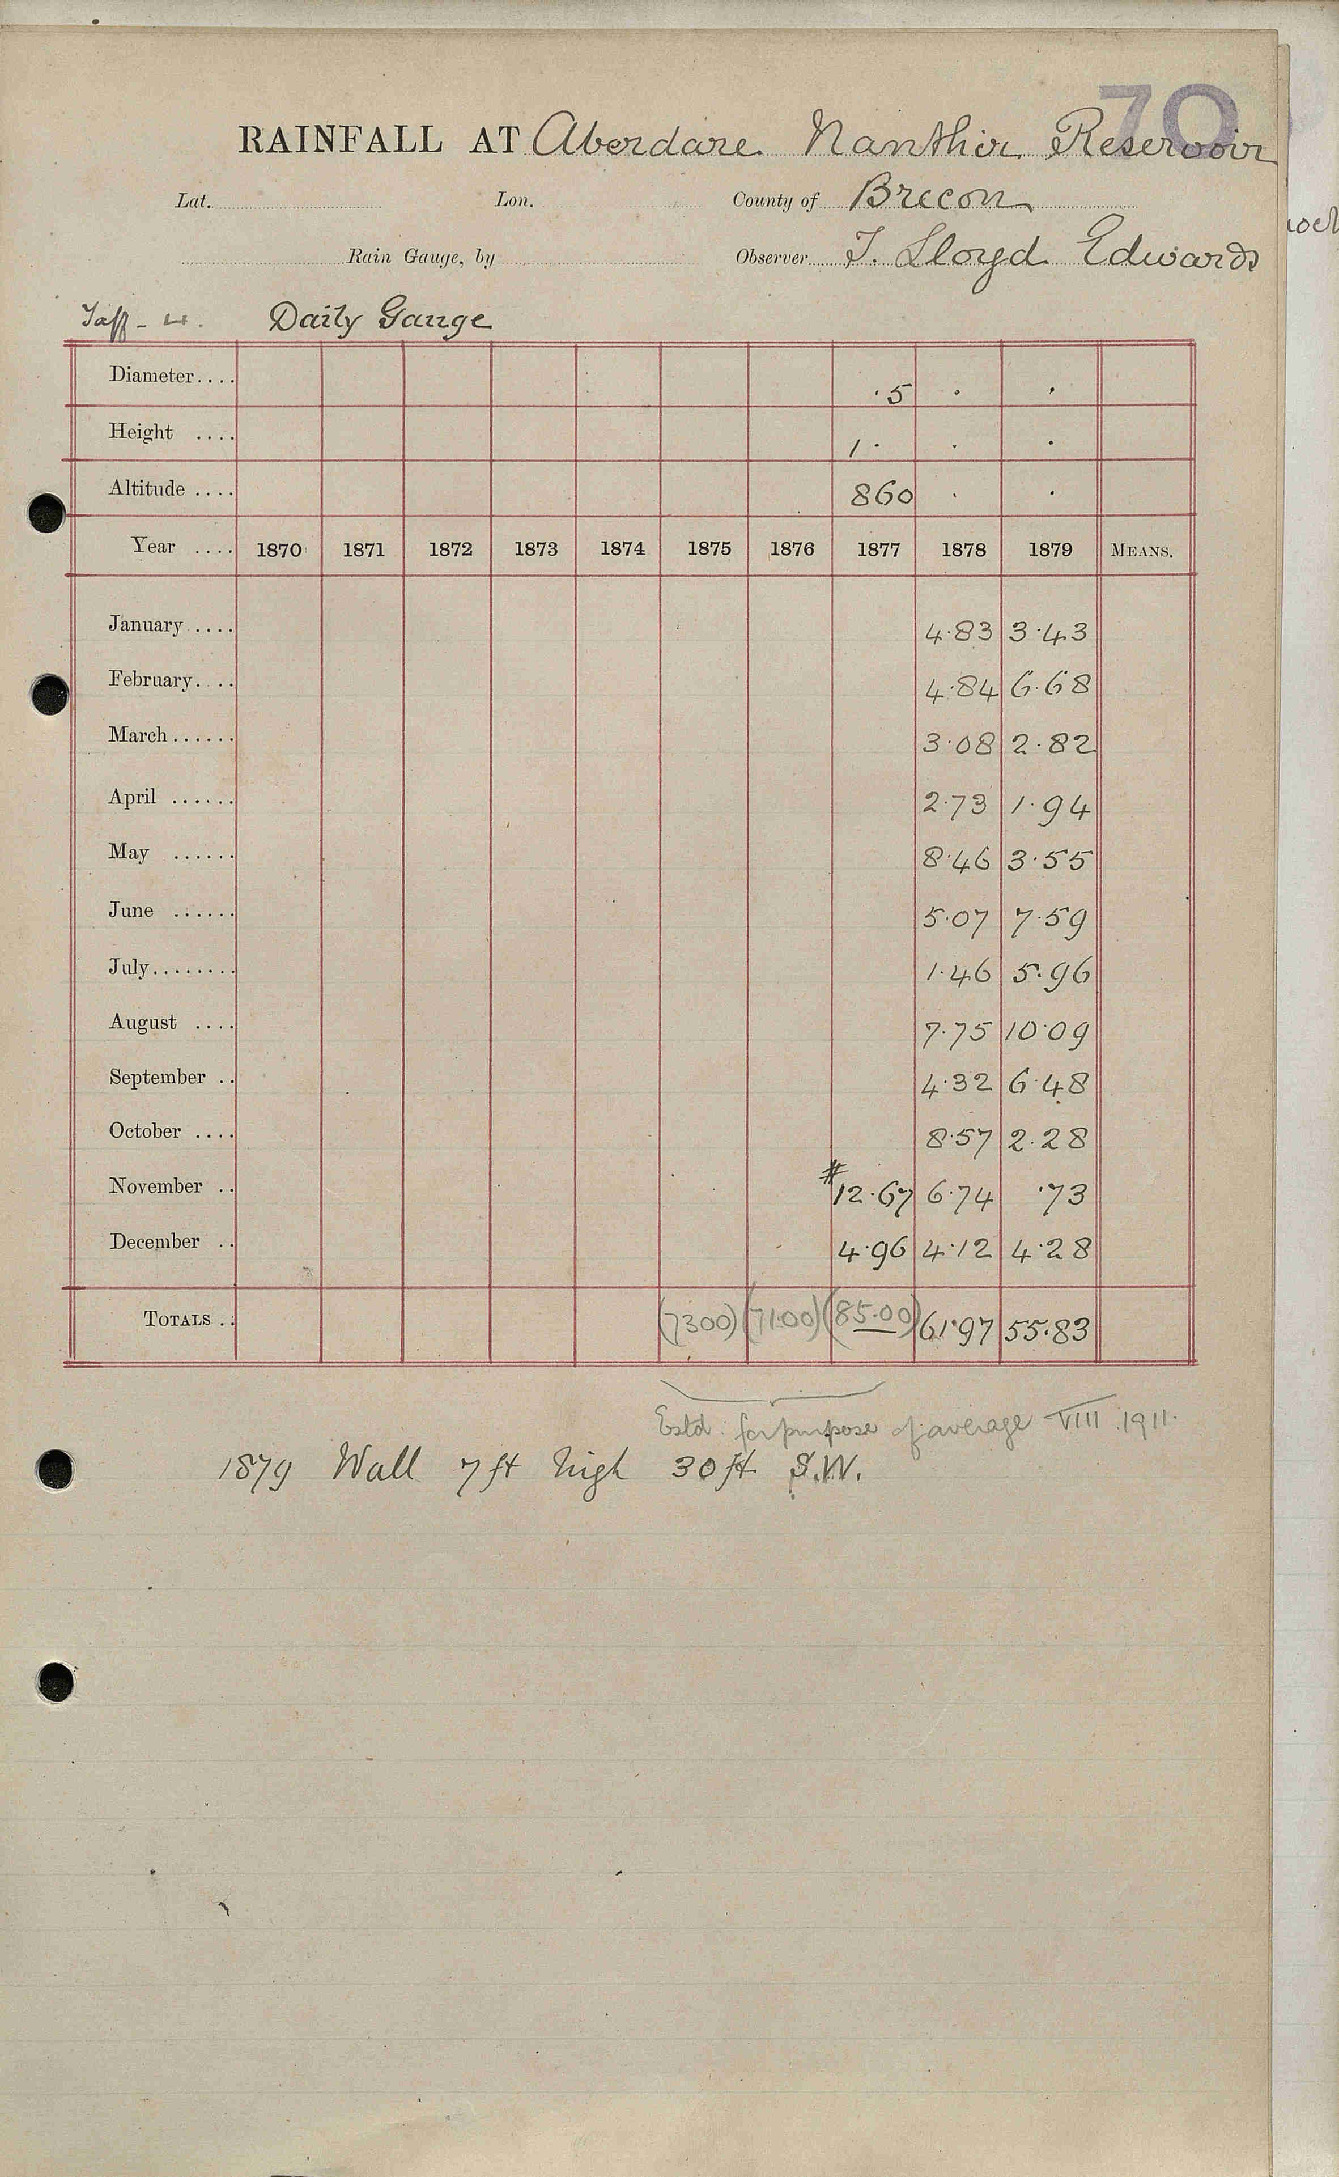 70
RAINFALL AT Aberdare Nanthir Reservoir
Lat. Lon. County of Brecon
Rain Gauge, by Observer T. Lloyd Edwards
Taff - 4. Daily Gauge
Diameter.... ·5 · ·
Height .... 1· · ·
Altitude .... 860 · ·
Year .... 1870 1871 1872 1873 1874 1875 1876 1877 1878 1879 MEANS.
January .... 4·83 3·43
February.... 4·84 6·68
March...... 3·08 2·82
April ...... 2·73 1·94
May ...... 8·46 3·55
June ...... 5·07 7·59
July........ 1·46 5·96
August .... 7·75 10·09
September .. 4·32 6·48
October .... 8·57 2·28
November .. #12·67 6·74 ·73
December .. 4·96 4·12 4·28
TOTALS .. (7300) (71·00) (85·00) 61·97 55·83
Estd. for purpose of average VIII. 1911.
1879 Wall 7 ft high 30 ft S.W.